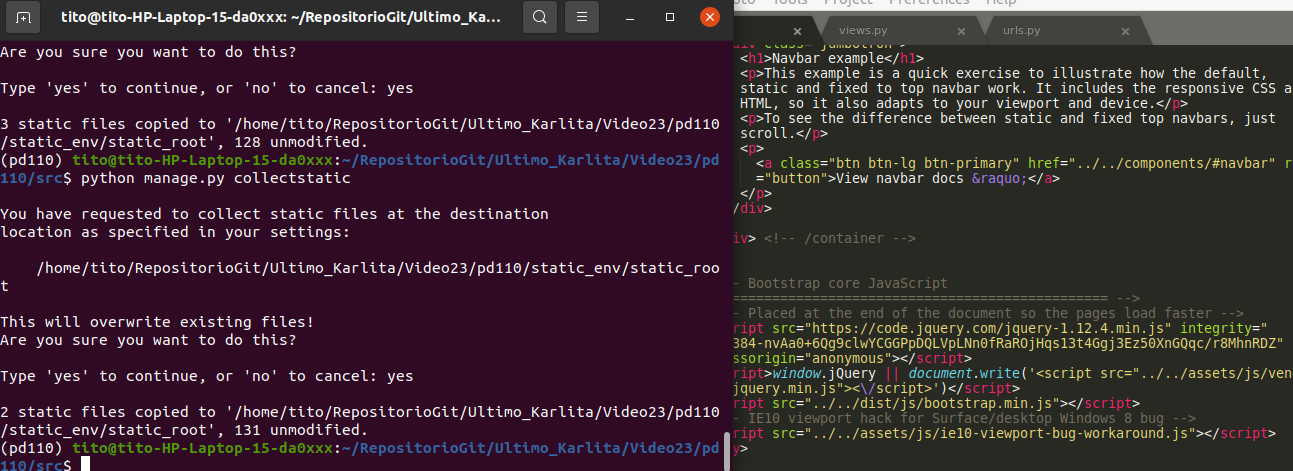 tito@tito-HP-Laptop-15-da0xxx: ~/RepositorioGit/Ultimo_Ka...
Are you sure you want to do this?
Type 'yes' to continue, or 'no' to cancel: yes
3 static files copied to '/home/tito/RepositorioGit/Ultimo_Karlita/Video23/pd110
/static_env/static_root', 128 unmodified.
(pd110) tito@tito-HP-Laptop-15-da0xxx:~/RepositorioGit/Ultimo_Karlita/Video23/pd
110/src$ python manage.py collectstatic
You have requested to collect static files at the destination
location as specified in your settings:
/home/tito/RepositorioGit/Ultimo_Karlita/Video23/pd110/static_env/static_roo
t
This will overwrite existing files!
Are you sure you want to do this?
Type 'yes' to continue, or 'no' to cancel: yes
2 static files copied to '/home/tito/RepositorioGit/Ultimo_Karlita/Video23/pd110
/static_env/static_root', 131 unmodified.
(pd110) tito@tito-HP-Laptop-15-da0xxx:~/RepositorioGit/Ultimo_Karlita/Video23/pd
110/src$
Tools Project Preferences Help
views.py urls.py
div class="jumbotron">
<h1>Navbar example</h1>
<p>This example is a quick exercise to illustrate how the default,
static and fixed to top navbar work. It includes the responsive CSS a
HTML, so it also adapts to your viewport and device.</p>
<p>To see the difference between static and fixed top navbars, just
scroll.</p>
<p>
<a class="btn btn-lg btn-primary" href="../../components/#navbar" r
="button">View navbar docs &raquo;</a>
</p>
/div>
iv> <!-- /container -->
- Bootstrap core JavaScript
=============================================== -->
- Placed at the end of the document so the pages load faster -->
ript src="https://code.jquery.com/jquery-1.12.4.min.js" integrity="
384-nvAa0+6Qg9clwYCGGPpDQLVpLNn0fRaROjHqs13t4Ggj3Ez50XnGQqc/r8MhnRDZ"
ssorigin="anonymous"></script>
ript>window.jQuery || document.write('<script src="../../assets/js/ven
jquery.min.js"><\/script>')</script>
ript src="../../dist/js/bootstrap.min.js"></script>
- IE10 viewport hack for Surface/desktop Windows 8 bug -->
ript src="../../assets/js/ie10-viewport-bug-workaround.js"></script>
y>